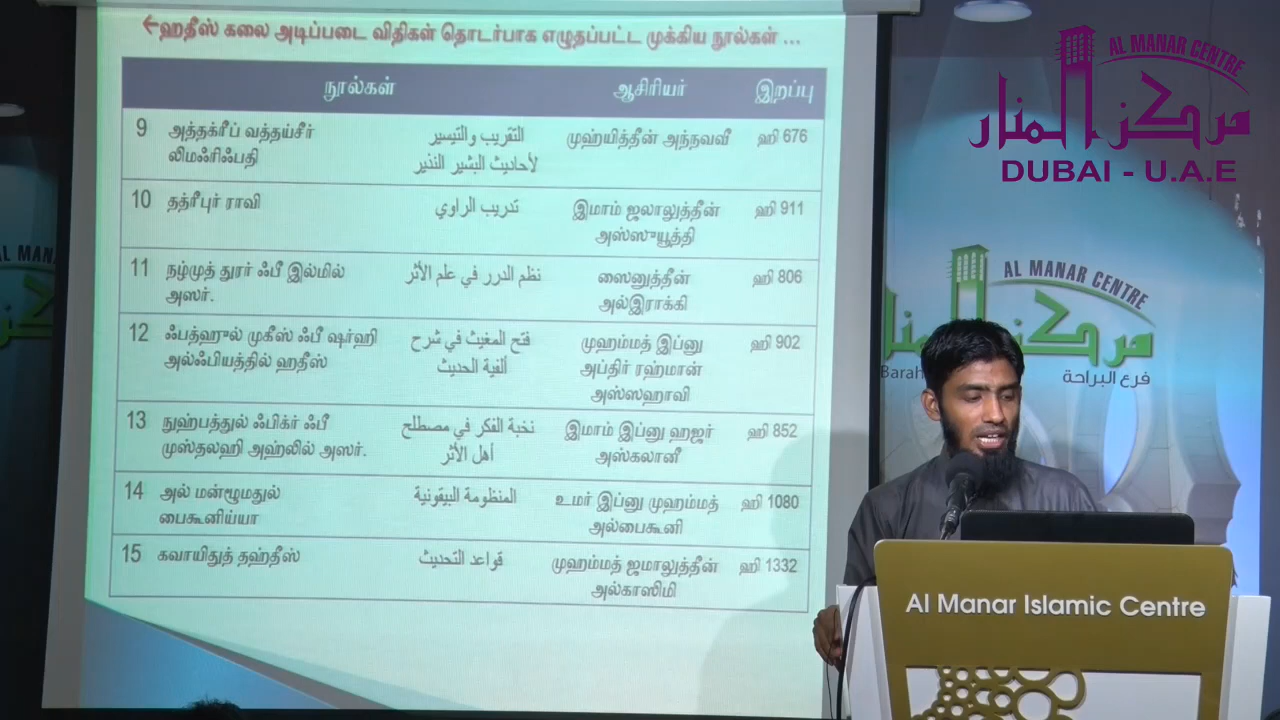 ←ஹதீஸ் கலை அடிப்படை விதிகள் தொடர்பாக எழுதப்பட்ட முக்கிய நூல்கள் ...
நூல்கள் ஆசிரியர் இறப்பு
9 அத்தக்ரீப் வத்தய்சீர் التقريب والتيسير முஹ்யித்தீன் அந்நவவீ ஹி 676
லிமஃரிஃபதி لأحاديث البشير النذير
10 தத்ரீபுர் ராவி تدريب الراوي இமாம் ஜலாலுத்தீன் ஹி 911
அஸ்ஸுயூத்தி
11 நழ்முத் துரர் ஃபீ இல்மில் نظم الدرر في علم الأثر ஸைனுத்தீன் ஹி 806
அஸர். அல்இராக்கி
12 ஃபத்ஹுல் முகீஸ் ஃபீ ஷர்ஹி فتح المغيث في شرح முஹம்மத் இப்னு ஹி 902
அல்ஃபியத்தில் ஹதீஸ் ألفية الحديث அப்திர் ரஹ்மான்
அஸ்ஸஹாவி
13 நுஹ்பத்துல் ஃபிக்ர் ஃபீ نخبة الفكر في مصطلح இமாம் இப்னு ஹஜர் ஹி 852
முஸ்தலஹி அஹ்லில் அஸர். أهل الأثر அஸ்கலானீ
14 அல் மன்ழூமதுல் المنظومة البيقونية உமர் இப்னு முஹம்மத் ஹி 1080
பைகூனிய்யா அல்பைகூனி
15 கவாயிதுத் தஹ்தீஸ் قواعد التحديث முஹம்மத் ஜமாலுத்தீன் ஹி 1332
அல்காஸிமி
AL MANAR CENTRE
مركز المنار
DUBAI - U.A.E
AL MANAR CENTRE
مركز المنار
Barah
فرع البراحة
AL MAN
Al Manar Islamic Centre